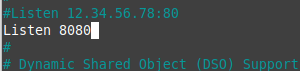 #Listen 12.34.56.78:80
Listen 8080
#
# Dynamic Shared Object (DSO) Support